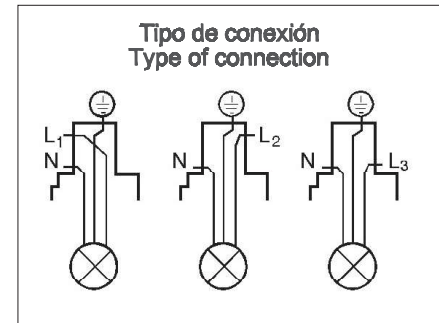 Tipo de conexión
Type of connection
L1
N
L2
N
L3
N